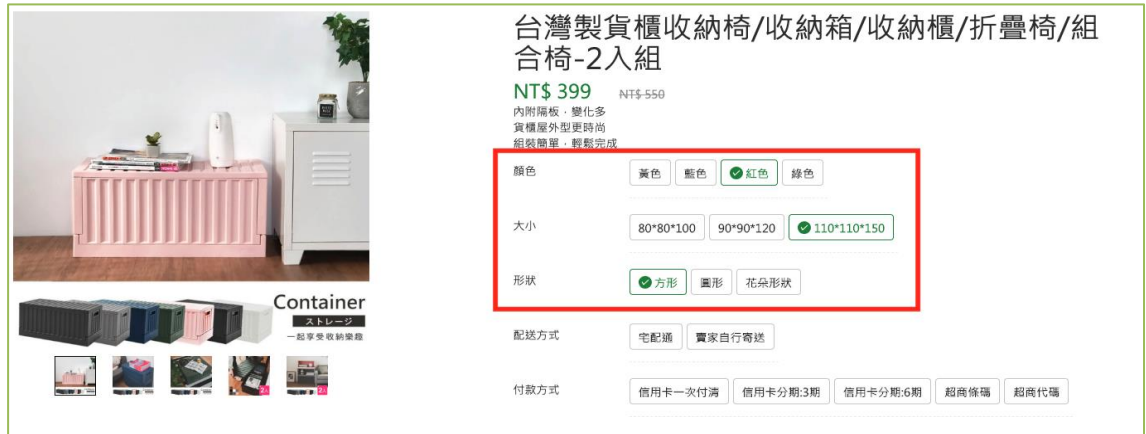 台灣製貨櫃收納椅/收納箱/收納櫃/折疊椅/組
合椅-2入組
NT$ 399 NT$ 550
內附隔板，變化多
貨櫃屋外型更時尚
組裝簡單，輕鬆完成
顏色 黃色 藍色 紅色 綠色
大小 80*80*100 90*90*120 110*110*150
形狀 方形 圓形 花朵形狀
配送方式 宅配通 賣家自行寄送
付款方式 信用卡一次付清 信用卡分期:3期 信用卡分期:6期 超商條碼 超商代碼
Container
ストレージ
一起享受收納樂趣